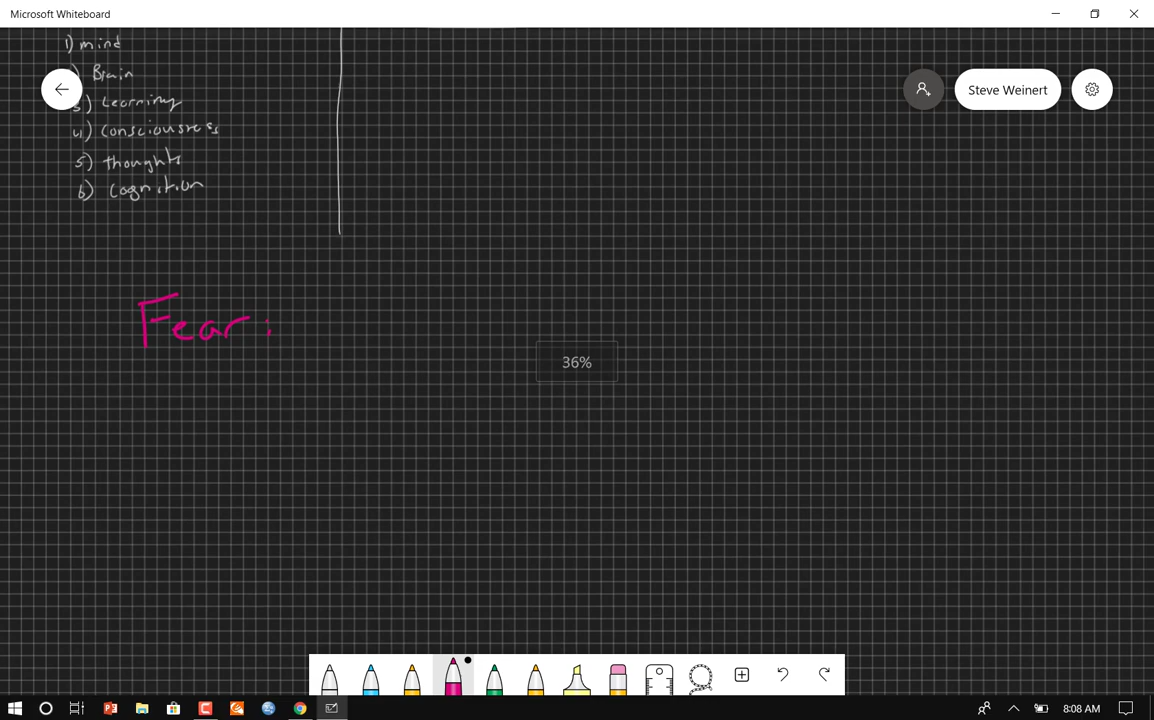 Microsoft Whiteboard
1) mind
) Brain
3) Learning
4) Consciousness
5) thoughts
6) Cognition
Steve Weinert
Fear:
36%
8:08 AM